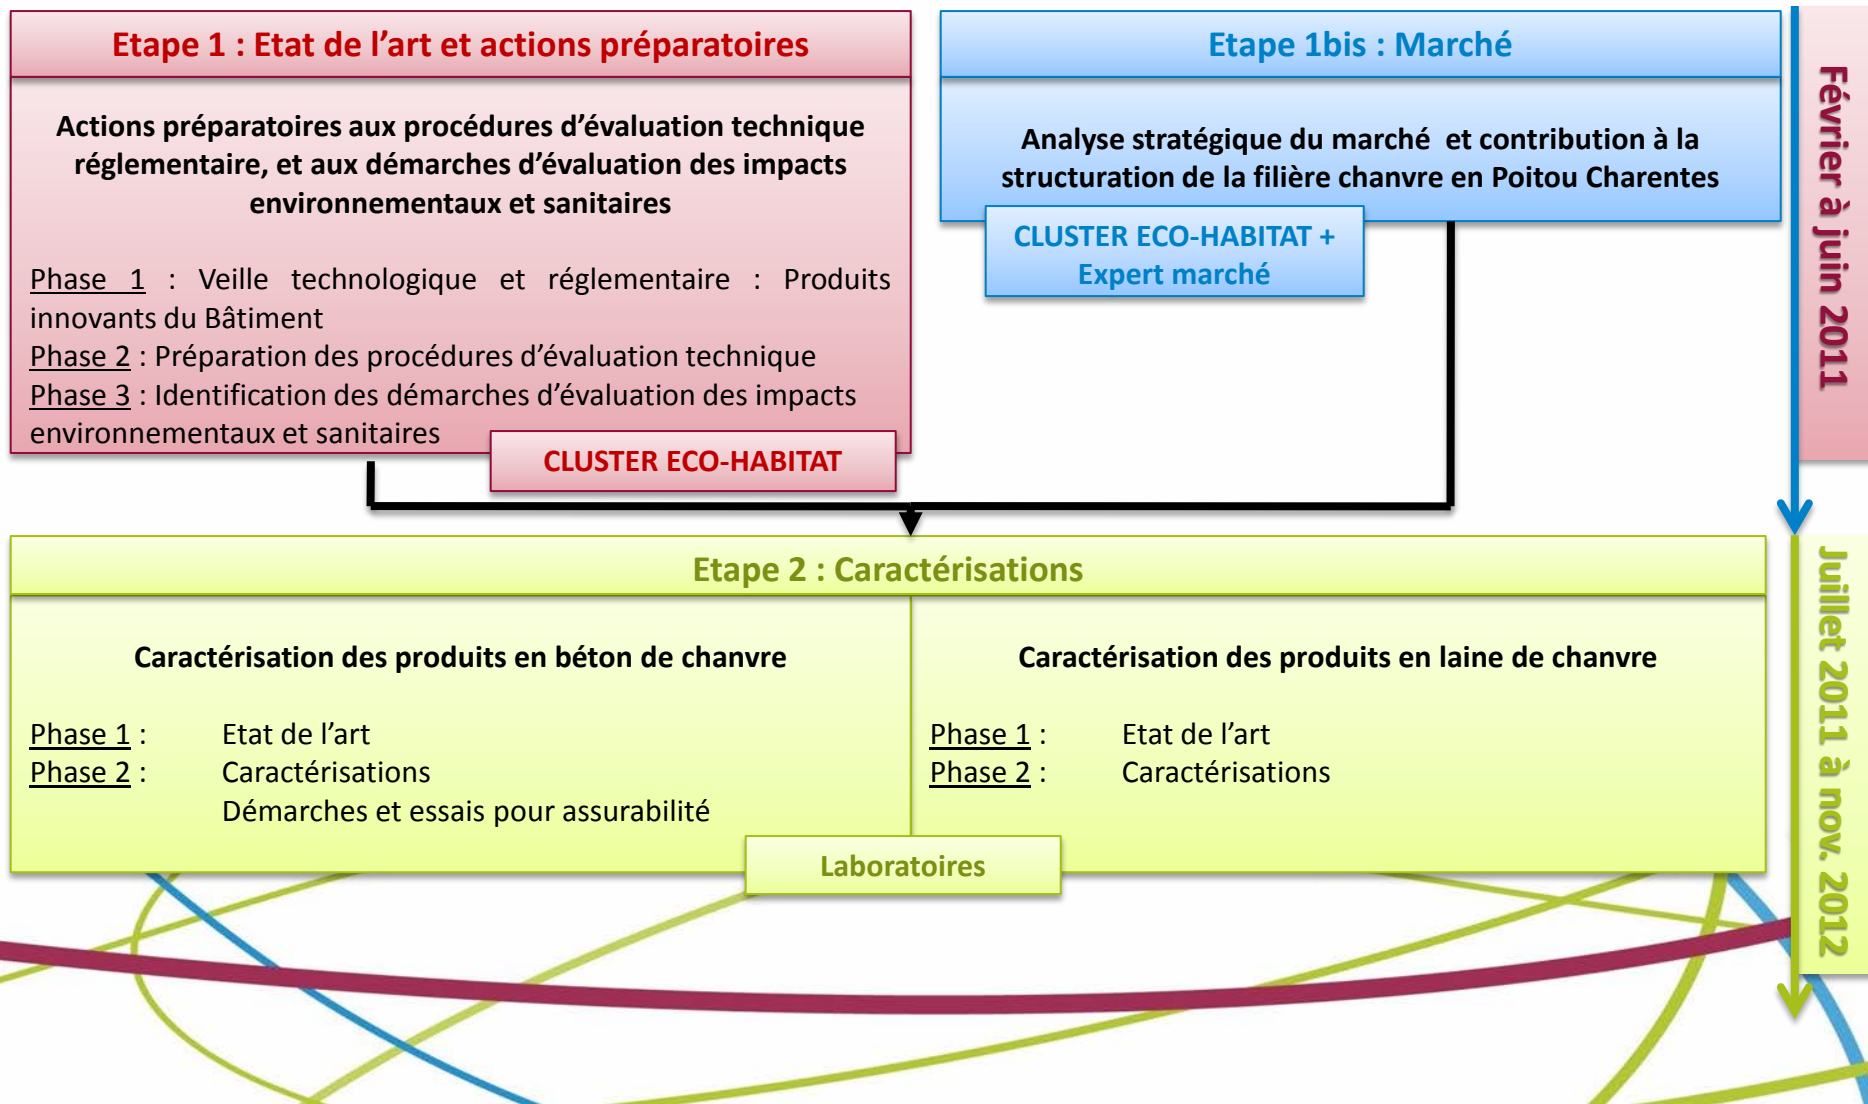 Etape 1 : Etat de l’art et actions préparatoires
Actions préparatoires aux procédures d’évaluation technique
réglementaire, et aux démarches d’évaluation des impacts
environnementaux et sanitaires
Phase 1 : Veille technologique et réglementaire : Produits
innovants du Bâtiment
Phase 2 : Préparation des procédures d’évaluation technique
Phase 3 : Identification des démarches d’évaluation des impacts
environnementaux et sanitaires
CLUSTER ECO-HABITAT
Etape 1bis : Marché
Analyse stratégique du marché et contribution à la
structuration de la filière chanvre en Poitou Charentes
CLUSTER ECO-HABITAT +
Expert marché
Février à juin 2011
Etape 2 : Caractérisations
Caractérisation des produits en béton de chanvre
Phase 1 : Etat de l’art
Phase 2 : Caractérisations
Démarches et essais pour assurabilité
Caractérisation des produits en laine de chanvre
Phase 1 : Etat de l’art
Phase 2 : Caractérisations
Laboratoires
Juillet 2011 à nov. 2012